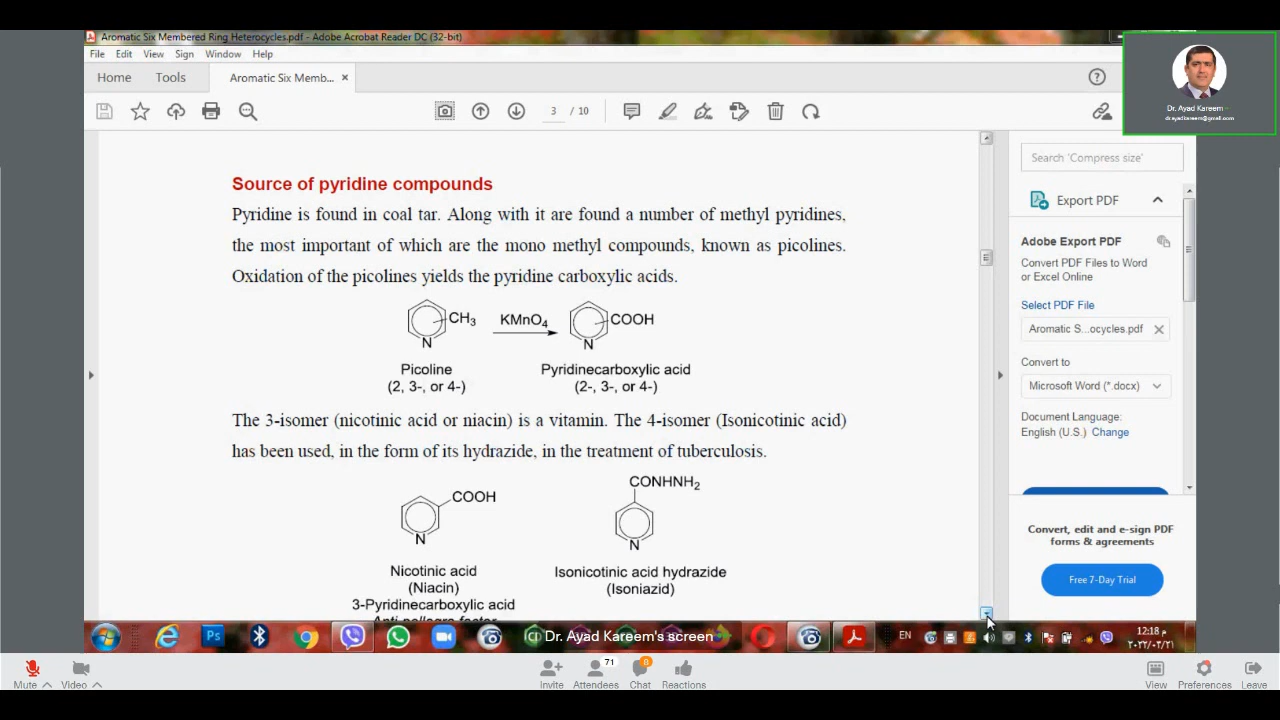 Aromatic Six Membered Ring Heterocycles.pdf - Adobe Acrobat Reader DC (32-bit)
File Edit View Sign Window Help
Home Tools Aromatic Six Memb... ×
3 / 10
Dr. Ayad Kareem
drayadkareem@gmail.com
Source of pyridine compounds
Pyridine is found in coal tar. Along with it are found a number of methyl pyridines,
the most important of which are the mono methyl compounds, known as picolines.
Oxidation of the picolines yields the pyridine carboxylic acids.
CH3 KMnO4 COOH
N N
Picoline Pyridinecarboxylic acid
(2, 3-, or 4-) (2-, 3-, or 4-)
The 3-isomer (nicotinic acid or niacin) is a vitamin. The 4-isomer (Isonicotinic acid)
has been used, in the form of its hydrazide, in the treatment of tuberculosis.
COOH CONHNH2
N N
Nicotinic acid Isonicotinic acid hydrazide
(Niacin) (Isoniazid)
3-Pyridinecarboxylic acid
Search 'Compress size'
Export PDF
Adobe Export PDF
Convert PDF Files to Word
or Excel Online
Select PDF File
Aromatic S...ocycles.pdf
Convert to
Microsoft Word (*.docx)
Document Language:
English (U.S.) Change
Convert, edit and e-sign PDF
forms & agreements
Free 7-Day Trial
Ps Dr. Ayad Kareem's screen EN 12:18 م
٢٠٢٢/٠٢/٢١
71 8
Mute Video Invite Attendees Chat Reactions View Preferences Leave